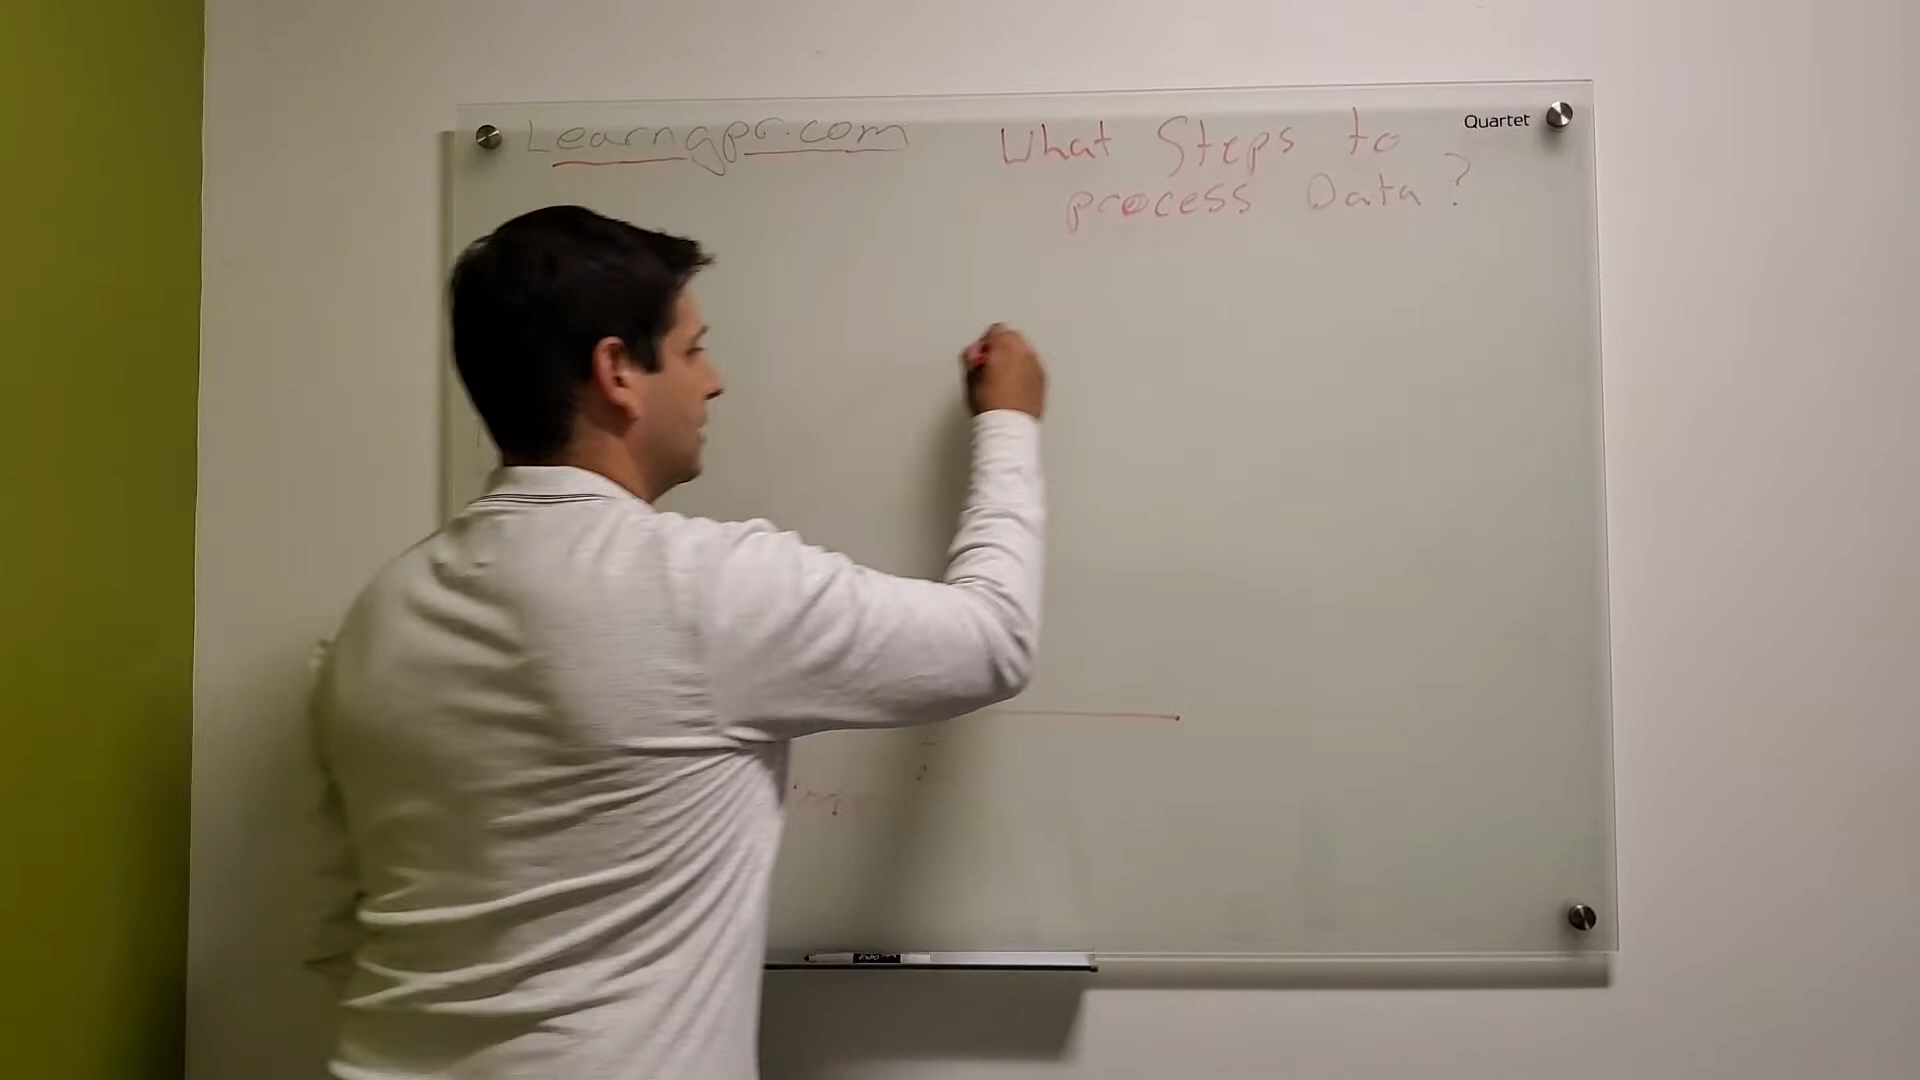 Learngpr.com
What Steps to
process Data?
Quartet